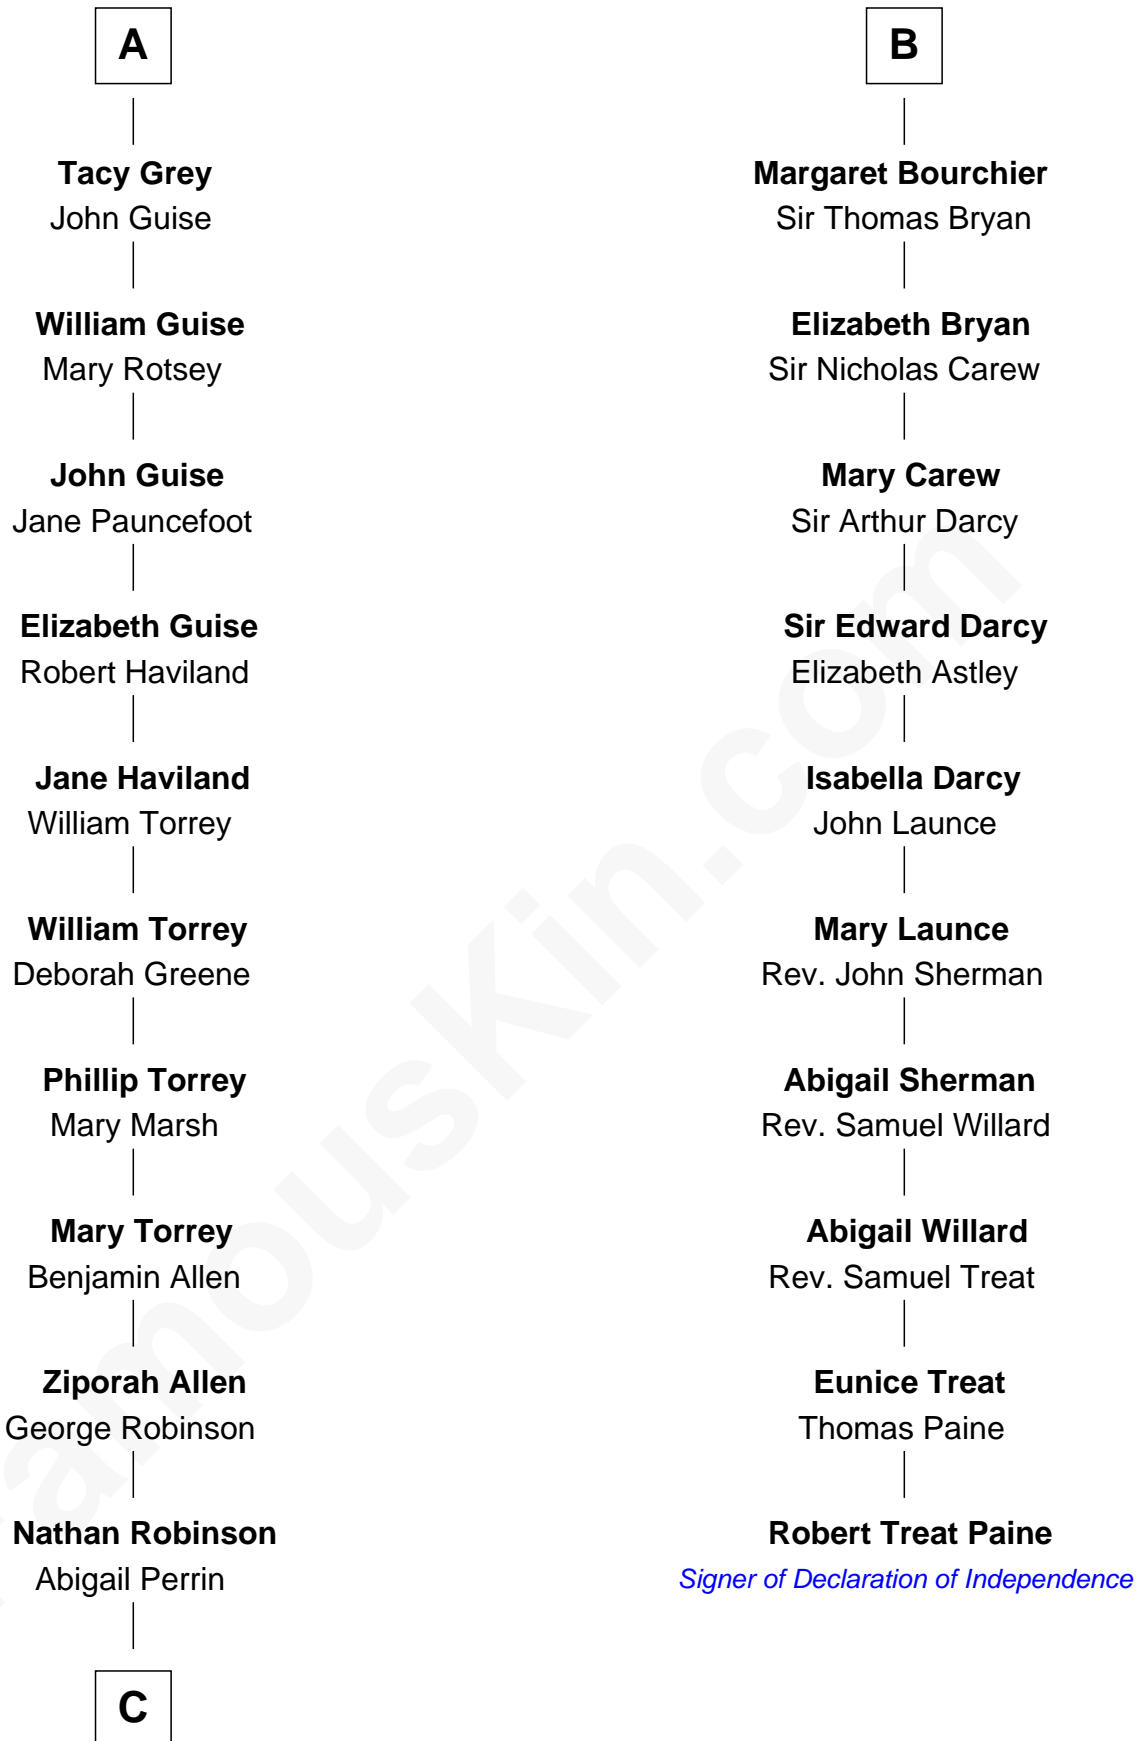 A
Tacy Grey
John Guise
William Guise
Mary Rotsey
John Guise
Jane Pauncefoot
Elizabeth Guise
Robert Haviland
Jane Haviland
William Torrey
William Torrey
Deborah Greene
Phillip Torrey
Mary Marsh
Mary Torrey
Benjamin Allen
Ziporah Allen
George Robinson
Nathan Robinson
Abigail Perrin
C
B
Margaret Bourchier
Sir Thomas Bryan
Elizabeth Bryan
Sir Nicholas Carew
Mary Carew
Sir Arthur Darcy
Sir Edward Darcy
Elizabeth Astley
Isabella Darcy
John Launce
Mary Launce
Rev. John Sherman
Abigail Sherman
Rev. Samuel Willard
Abigail Willard
Rev. Samuel Treat
Eunice Treat
Thomas Paine
Robert Treat Paine
Signer of Declaration of Independence
FamousKin.com